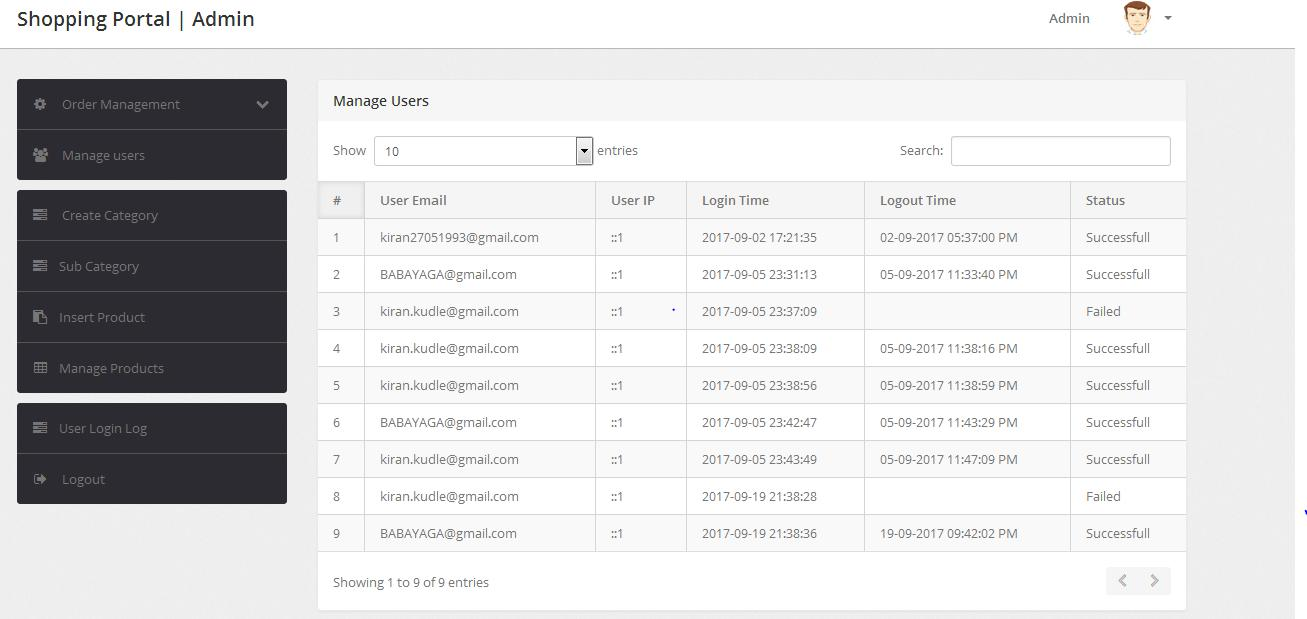 Shopping Portal | Admin
Admin
Order Management
Manage users
Create Category
Sub Category
Insert Product
Manage Products
User Login Log
Logout
Manage Users
Show 10 entries Search:
# User Email User IP Login Time Logout Time Status
1 kiran27051993@gmail.com ::1 2017-09-02 17:21:35 02-09-2017 05:37:00 PM Successfull
2 BABAYAGA@gmail.com ::1 2017-09-05 23:31:13 05-09-2017 11:33:40 PM Successfull
3 kiran.kudle@gmail.com ::1 2017-09-05 23:37:09 Failed
4 kiran.kudle@gmail.com ::1 2017-09-05 23:38:09 05-09-2017 11:38:16 PM Successfull
5 kiran.kudle@gmail.com ::1 2017-09-05 23:38:56 05-09-2017 11:38:59 PM Successfull
6 BABAYAGA@gmail.com ::1 2017-09-05 23:42:47 05-09-2017 11:43:29 PM Successfull
7 kiran.kudle@gmail.com ::1 2017-09-05 23:43:49 05-09-2017 11:47:09 PM Successfull
8 kiran.kudle@gmail.com ::1 2017-09-19 21:38:28 Failed
9 BABAYAGA@gmail.com ::1 2017-09-19 21:38:36 19-09-2017 09:42:02 PM Successfull
Showing 1 to 9 of 9 entries